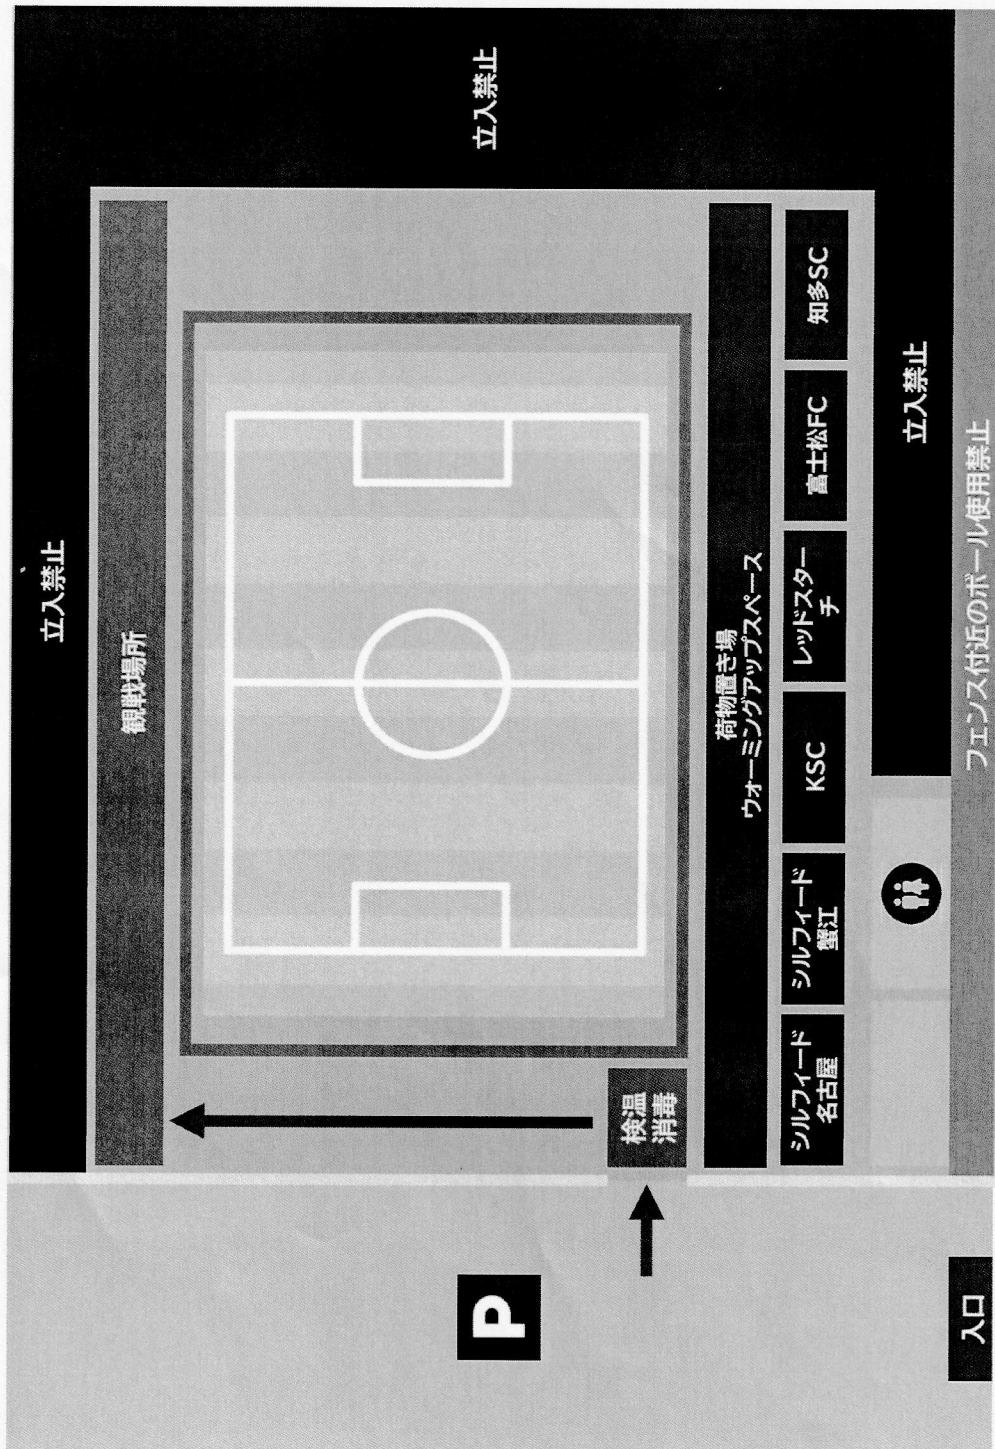 立入禁止
観戦場所
立入禁止
P
検温
消毒
荷物置き場
ウォーミングアップスペース
シルフィード
名古屋
シルフィード
蟹江
KSC
レッドスター
チ
富士松FC
知多SC
立入禁止
入口
フェンス付近のボール使用禁止